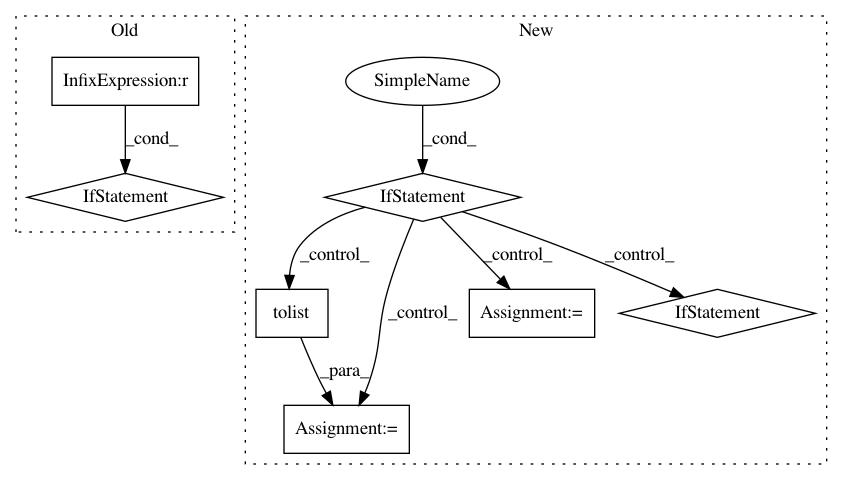 Old
New
InfixExpression:r
SimpleName
_cond_
_cond_
IfStatement
IfStatement
_control_
_control_
_control_
_control_
tolist
Assignment:=
IfStatement
_para_
Assignment:=